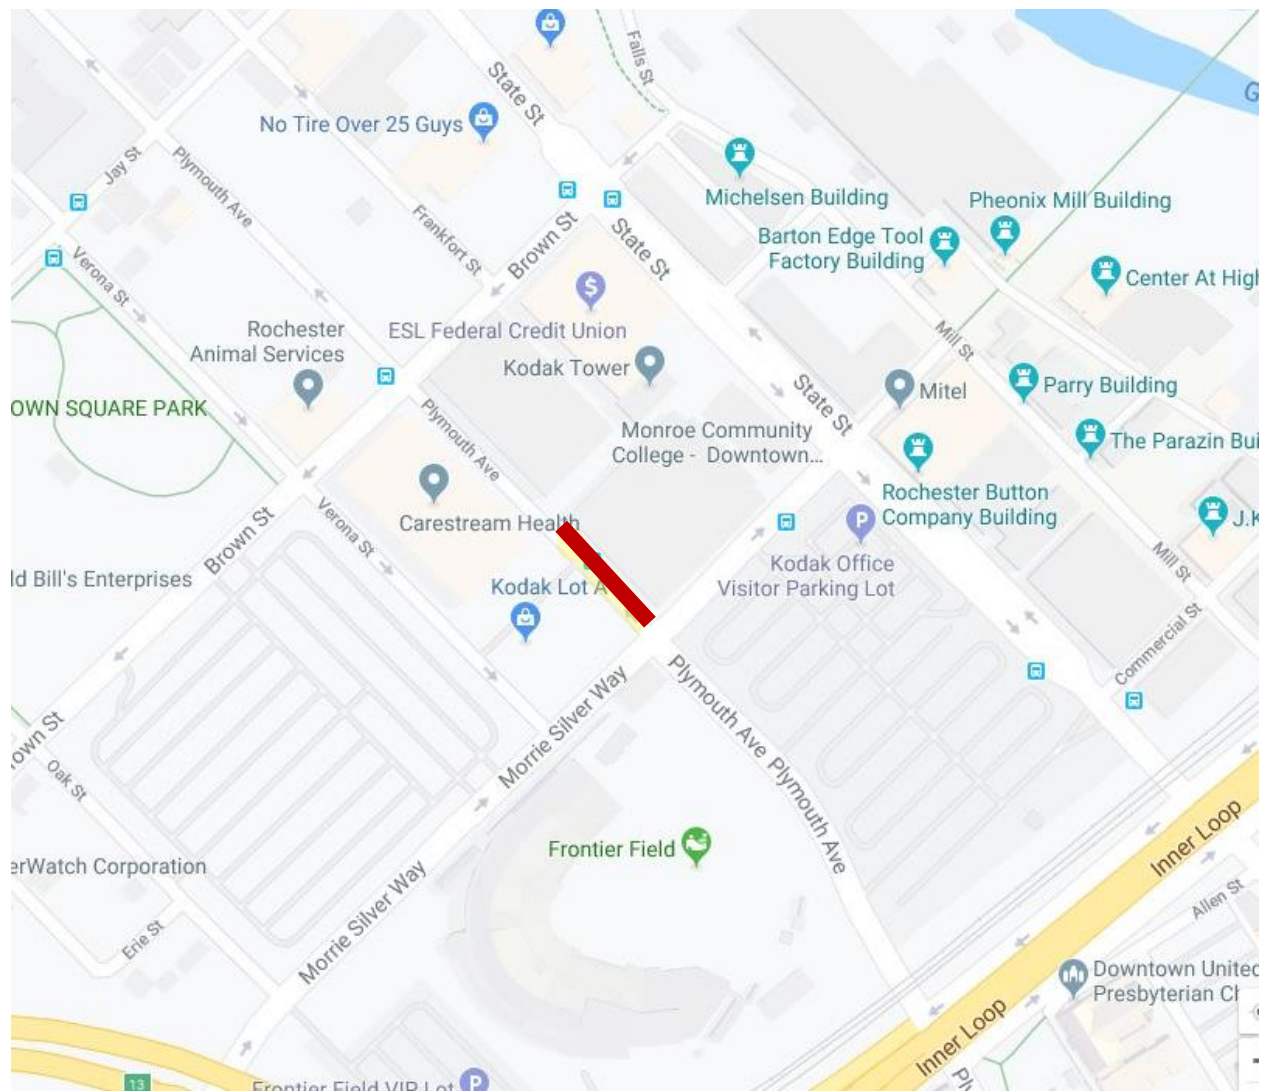 Falls St
State St
G
No Tire Over 25 Guys
Jay St
Plymouth Ave
Michelsen Building
Pheonix Mill Building
Frankfort St
Brown St
State St
Barton Edge Tool
Factory Building
Verona St
Center At High
ESL Federal Credit Union
Rochester
Animal Services
Kodak Tower
Mill St
State St
Mitel
Parry Building
OWN SQUARE PARK
Plymouth Ave
Monroe Community
College - Downtown...
The Parazin Bui
Carestream Health
Rochester Button
Company Building
J.K
Verona St
Brown St
Kodak Office
Visitor Parking Lot
Mill St
ld Bill's Enterprises
Kodak Lot A
Commercial St
Morrie Silver Way
Plymouth Ave
Plymouth Ave
own St
Oak St
Frontier Field
Inner Loop
erWatch Corporation
Morrie Silver Way
Allen St
Erie St
Downtown United
Presbyterian Ch
Inner Loop
13
Frontier Field VIP Lot
P
Ply